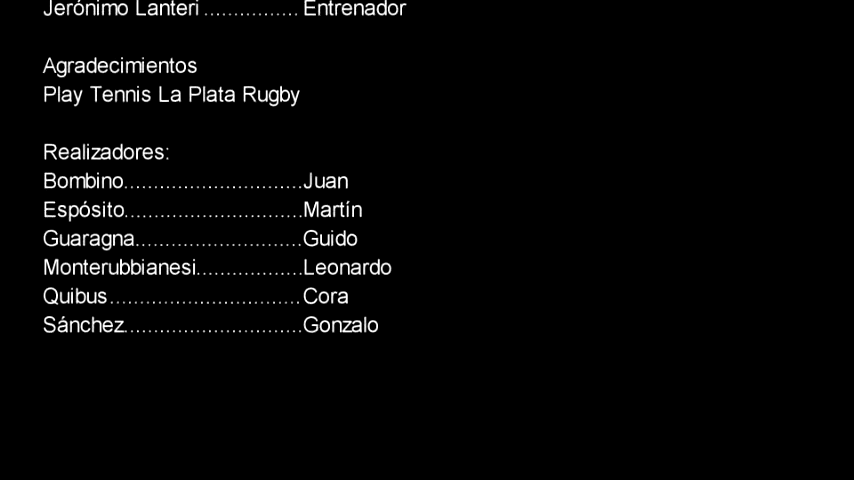 Jerónimo Lanteri ................ Entrenador
Agradecimientos
Play Tennis La Plata Rugby
Realizadores:
Bombino..............................Juan
Espósito..............................Martín
Guaragna............................Guido
Monterubbianesi..................Leonardo
Quibus................................Cora
Sánchez..............................Gonzalo